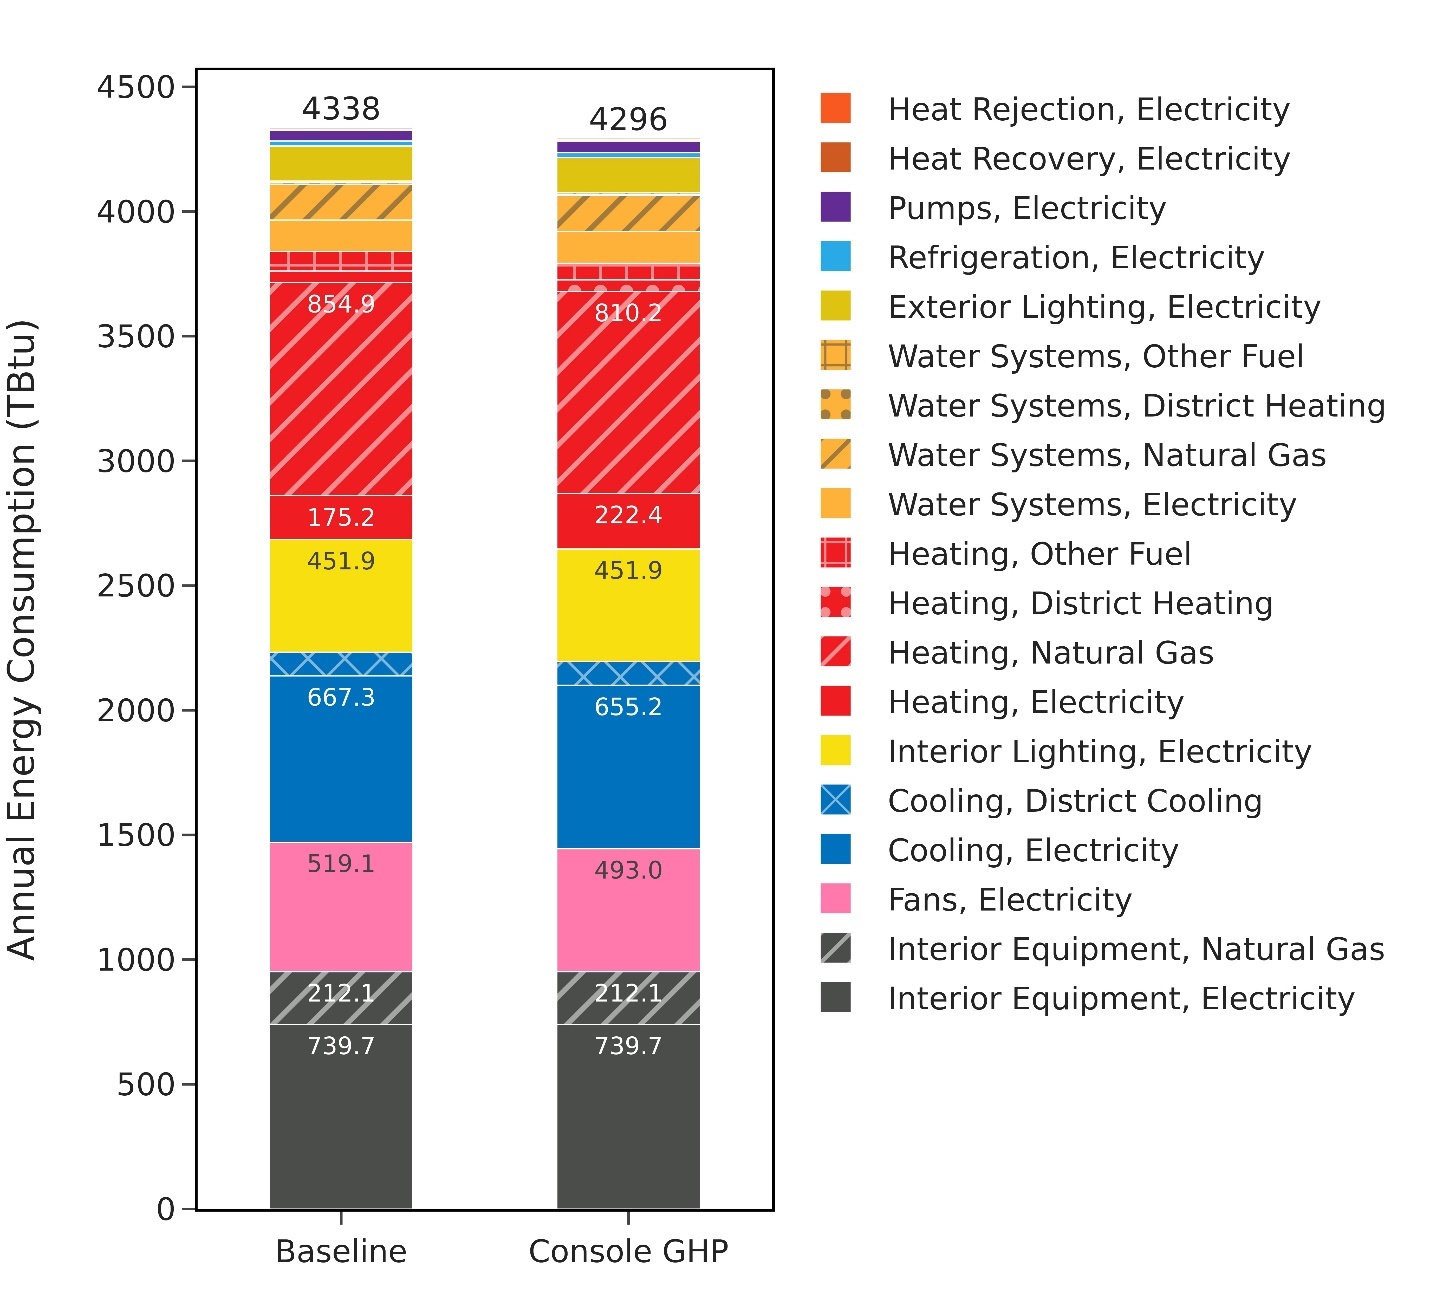 Annual Energy Consumption (TBtu)
4500
4000
3500
3000
2500
2000
1500
1000
500
0
4338
854.9
175.2
451.9
667.3
519.1
212.1
739.7
Baseline
4296
810.2
222.4
451.9
655.2
493.0
212.1
739.7
Console GHP
Heat Rejection, Electricity
Heat Recovery, Electricity
Pumps, Electricity
Refrigeration, Electricity
Exterior Lighting, Electricity
Water Systems, Other Fuel
Water Systems, District Heating
Water Systems, Natural Gas
Water Systems, Electricity
Heating, Other Fuel
Heating, District Heating
Heating, Natural Gas
Heating, Electricity
Interior Lighting, Electricity
Cooling, District Cooling
Cooling, Electricity
Fans, Electricity
Interior Equipment, Natural Gas
Interior Equipment, Electricity